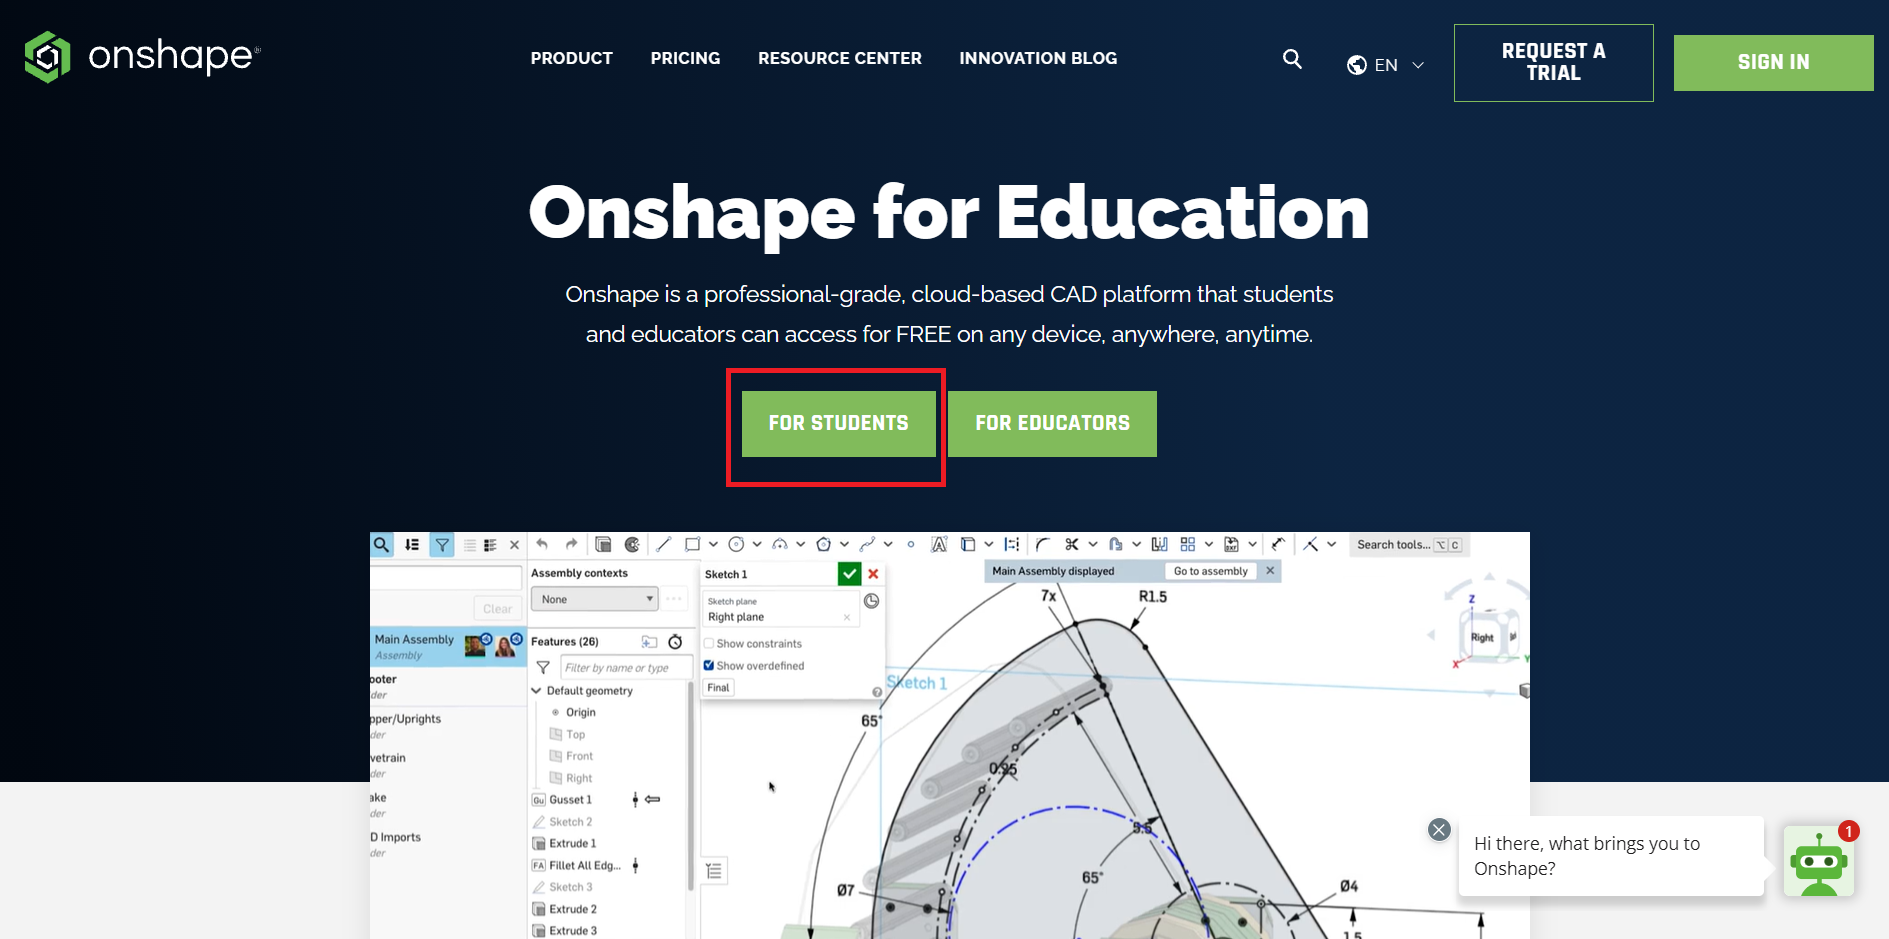 onshape®
PRODUCT
PRICING
RESOURCE CENTER
INNOVATION BLOG
EN
REQUEST A
TRIAL
SIGN IN
Onshape for Education
Onshape is a professional-grade, cloud-based CAD platform that students
and educators can access for FREE on any device, anywhere, anytime.
FOR STUDENTS
FOR EDUCATORS
Search tools... ⌥ C
Clear
Main Assembly
Assembly
ooter
der
pper/Uprights
der
vetrain
der
ake
der
D Imports
der
Assembly contexts
None
Features (26)
Filter by name or type
Default geometry
Origin
Top
Front
Right
Gu Gusset 1
Sketch 2
Extrude 1
FA Fillet All Edg...
Sketch 3
Extrude 2
Extrude 3
Sketch 1
Sketch plane
Right plane
Show constraints
Show overdefined
Final
Main Assembly displayed
Go to assembly
Sketch 1
7x
R1.5
65°
0.95
5.5
65°
Ø7
Ø4
1.5
Z
Right
X
Y
Hi there, what brings you to
Onshape?
1